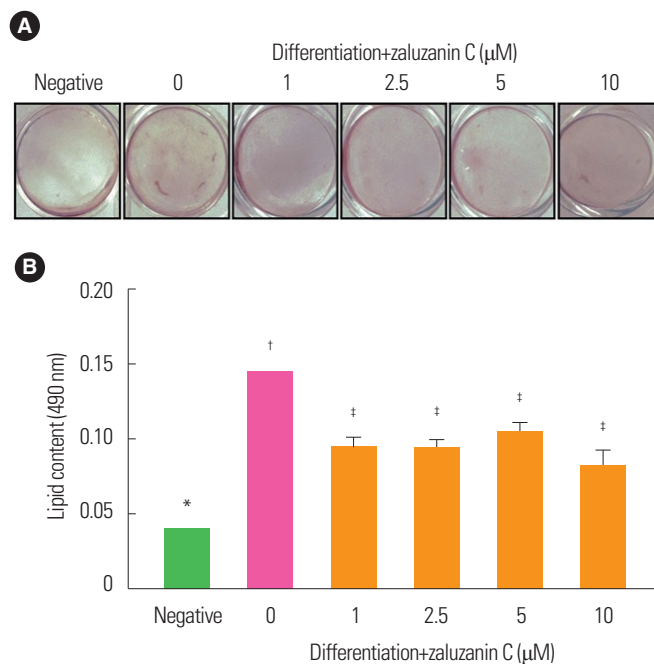 A
Differentiation+zaluzanin C (μM)
Negative 0 1 2.5 5 10
B
0.20
0.15
0.10
0.05
0
Lipid content (490 nm)
* † ‡ ‡ ‡ ‡
Negative 0 1 2.5 5 10
Differentiation+zaluzanin C (μM)